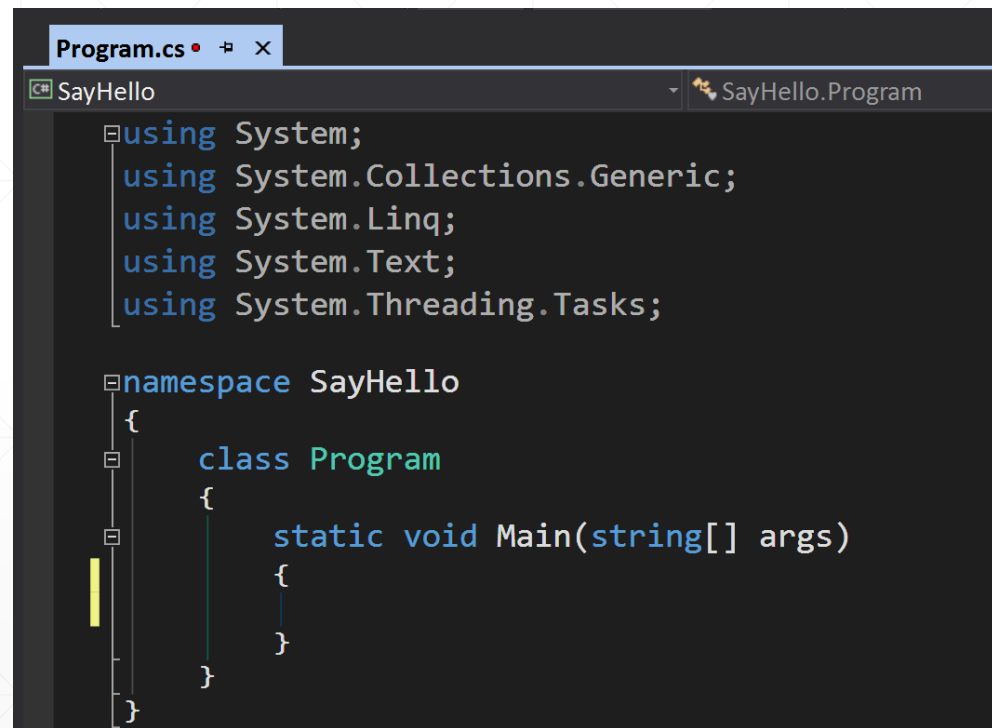 Program.cs
C# SayHello SayHello.Program
using System;
using System.Collections.Generic;
using System.Linq;
using System.Text;
using System.Threading.Tasks;
namespace SayHello
{
class Program
{
static void Main(string[] args)
{
}
}
}